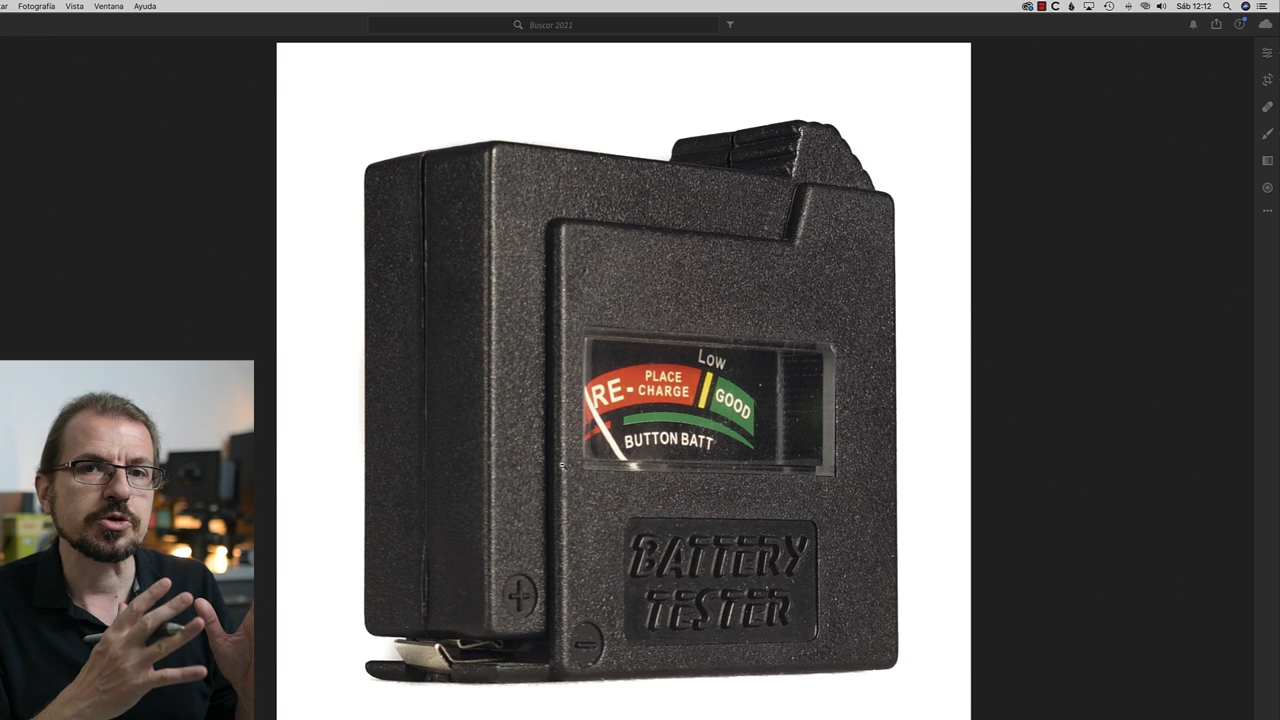 Fotografía Vista Ventana Ayuda
Sáb 12:12
Buscar 2021
Low
RE- PLACE
CHARGE
GOOD
BUTTON BATT
+
-
BATTERY
TESTER